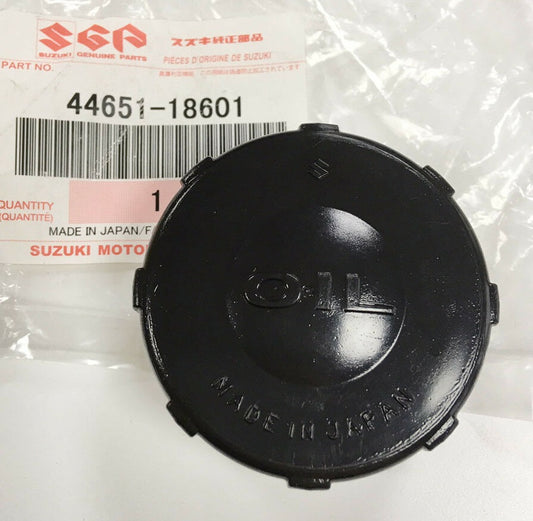 SGP スズキ純正部品
SUZUKI GENUINE PARTS PIÈCES D'ORIGINE DE SUZUKI
PART NO.
44651-18601
QUANTITY 1
(QUANTITÉ)
MADE IN JAPAN/F
SUZUKI MOTO
S
OIL
MADE IN JAPAN